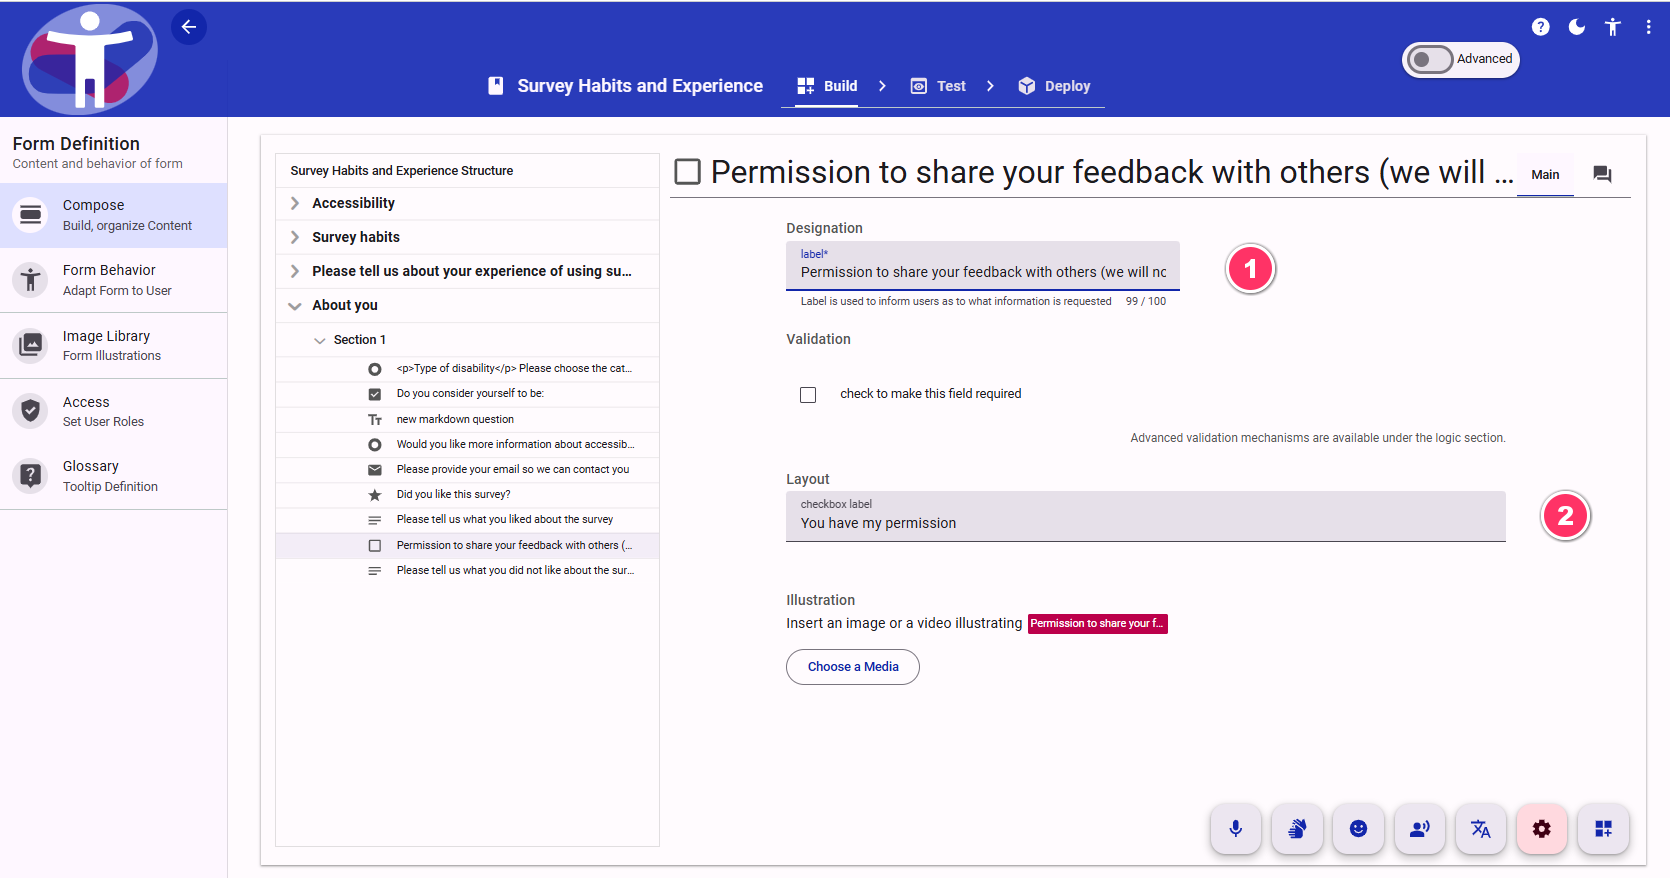 Advanced
Survey Habits and Experience
Build
Test
Deploy
Form Definition
Content and behavior of form
Compose
Build, organize Content
Form Behavior
Adapt Form to User
Image Library
Form Illustrations
Access
Set User Roles
Glossary
Tooltip Definition
Survey Habits and Experience Structure
Accessibility
Survey habits
Please tell us about your experience of using su...
About you
Section 1
<p>Type of disability</p> Please choose the cat...
Do you consider yourself to be:
new markdown question
Would you like more information about accessib...
Please provide your email so we can contact you
Did you like this survey?
Please tell us what you liked about the survey
Permission to share your feedback with others (...
Please tell us what you did not like about the sur...
Permission to share your feedback with others (we will ...
Main
Designation
label*
Permission to share your feedback with others (we will nc
Label is used to inform users as to what information is requested 99 / 100
1
Validation
check to make this field required
Advanced validation mechanisms are available under the logic section.
Layout
checkbox label
You have my permission
2
Illustration
Insert an image or a video illustrating Permission to share your f...
Choose a Media